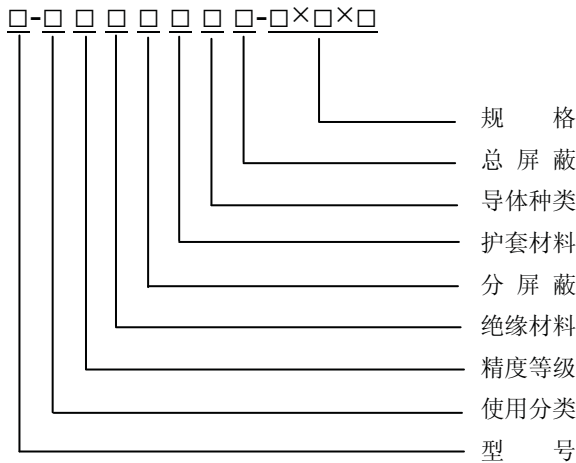 □-□□□□□□□-□×□×□
规 格
总 屏 蔽
导体种类
护套材料
分 屏 蔽
绝缘材料
精度等级
使用分类
型 号